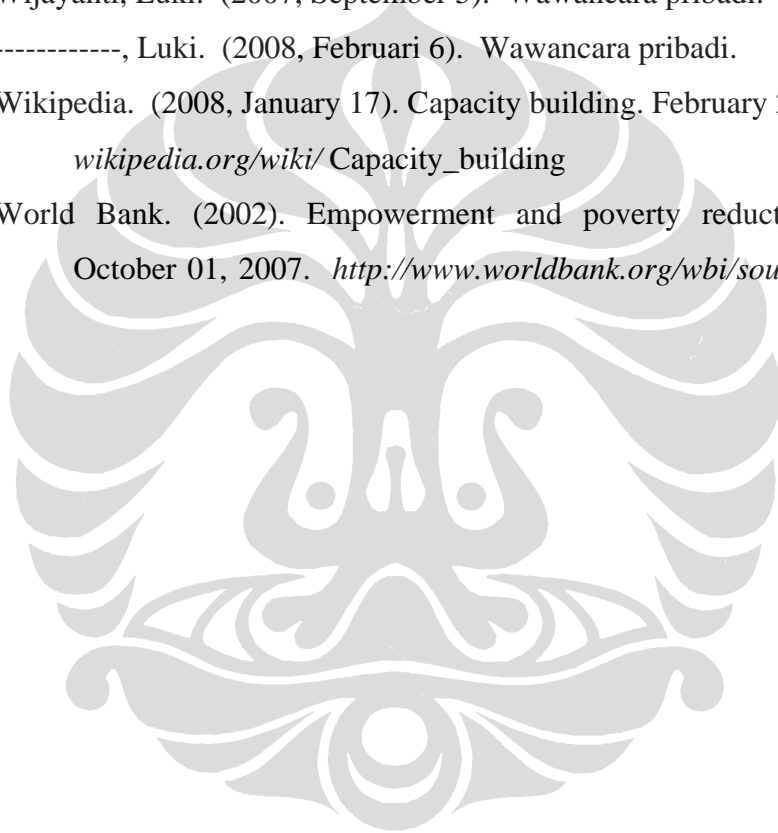 Wijayanti, Luki. (2007, September 5). Wawancara pribadi.
------------, Luki. (2008, Februari 6). Wawancara pribadi.
Wikipedia. (2008, January 17). Capacity building. February
wikipedia.org/wiki/ Capacity_building
World Bank. (2002). Empowerment and poverty reduct
October 01, 2007. http://www.worldbank.org/wbi/sou